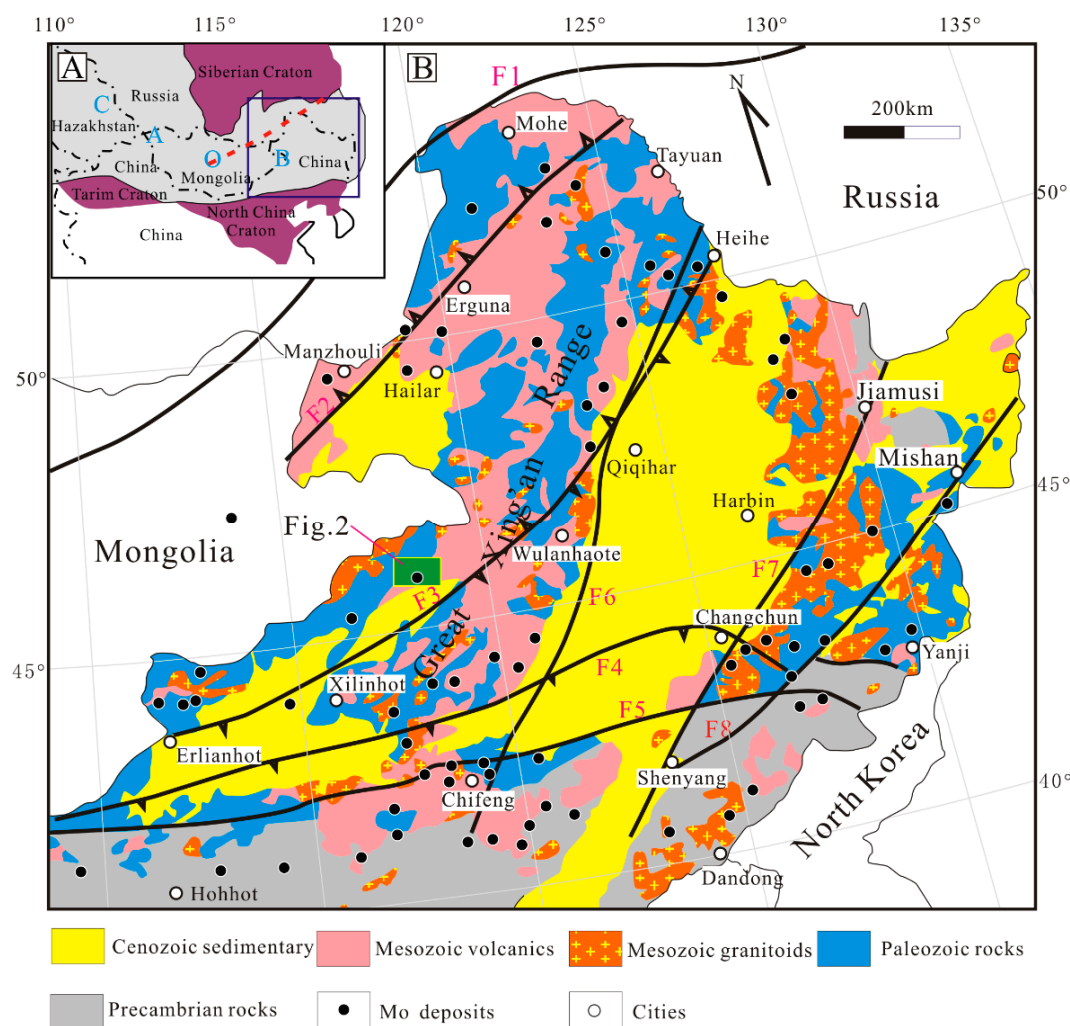 110° 115° 120° 125° 130° 135°
A
B
Siberian Craton
Russia
C
Hazakhstan
A
O
B
China
China
Mongolia
Tarim Craton
North China
Craton
China
F1
N
200km
Mohe
Tayuan
Russia
50°
Heihe
Erguna
Manzhouli
50°
Hailar
F2
Range
Jiamusi
Mishan
Qiqihar
45°
Harbin
Xing'an
Fig.2
Mongolia
Wulanhaote
F3
F7
F6
Great
Changchun
Yanji
45°
F4
Xilinhot
F5
F8
Erlianhot
Shenyang
40°
Chifeng
North Korea
Dandong
Hohhot
Cenozoic sedimentary
Mesozoic volcanics
Mesozoic granitoids
Paleozoic rocks
Precambrian rocks
Mo deposits
Cities